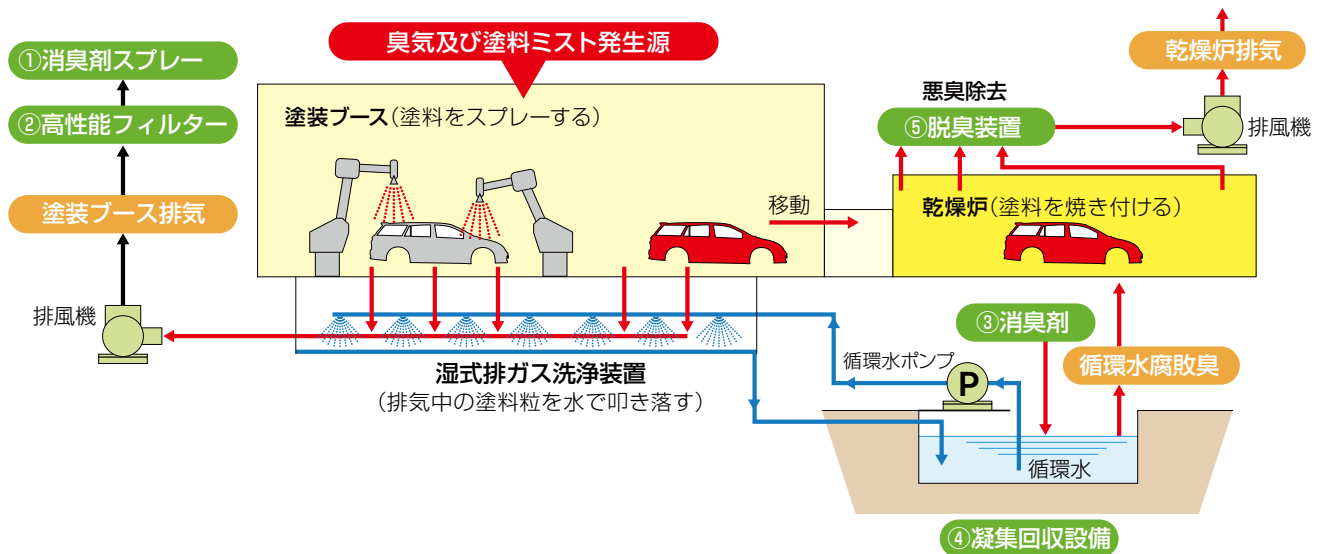 臭気及び塗料ミスト発生源
①消臭剤スプレー
②高性能フィルター
塗装ブース排気
排風機
塗装ブース(塗料をスプレーする)
移動
悪臭除去
⑤脱臭装置
乾燥炉排気
排風機
乾燥炉(塗料を焼き付ける)
湿式排ガス洗浄装置
(排気中の塗料粒を水で叩き落す)
循環水ポンプ
P
③消臭剤
循環水腐敗臭
循環水
④凝集回収設備